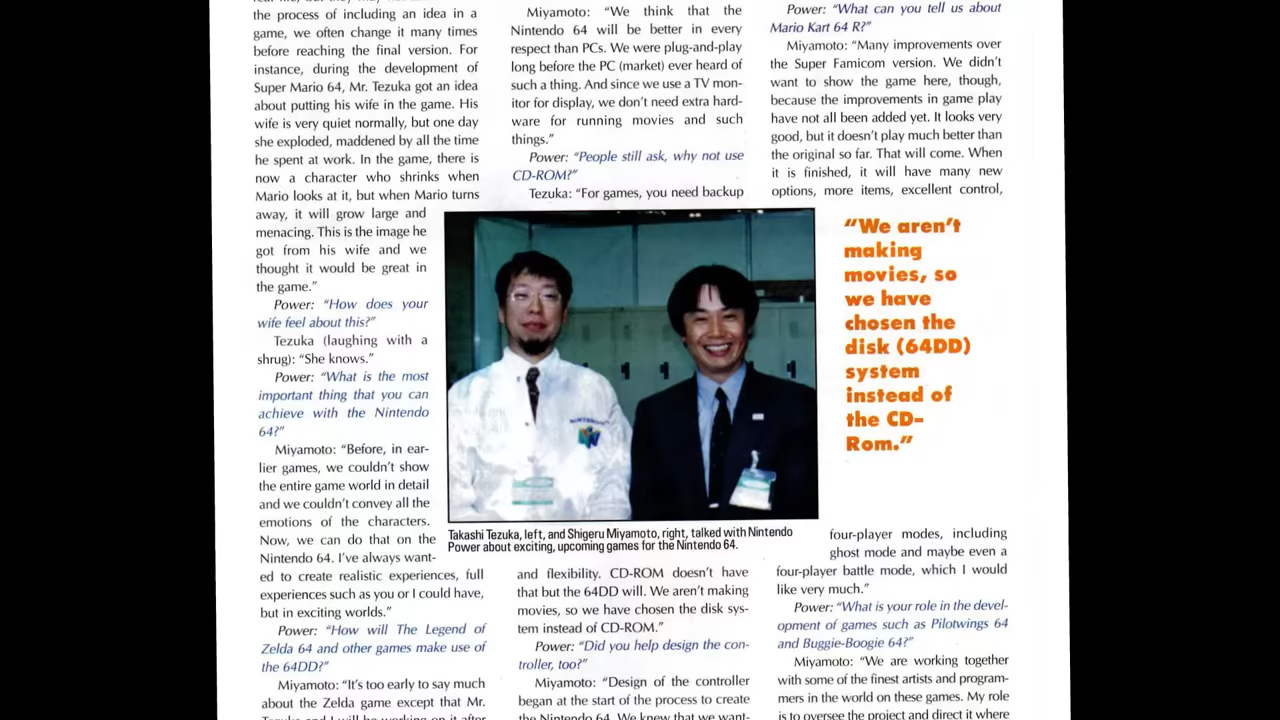 the process of including an idea in a
game, we often change it many times
before reaching the final version. For
instance, during the development of
Super Mario 64, Mr. Tezuka got an idea
about putting his wife in the game. His
wife is very quiet normally, but one day
she exploded, maddened by all the time
he spent at work. In the game, there is
now a character who shrinks when
Mario looks at it, but when Mario turns
away, it will grow large and
menacing. This is the image he
got from his wife and we
thought it would be great in
the game.”
Power: “How does your
wife feel about this?”
Tezuka (laughing with a
shrug): “She knows.”
Power: “What is the most
important thing that you can
achieve with the Nintendo
64?”
Miyamoto: “Before, in ear-
lier games, we couldn’t show
the entire game world in detail
and we couldn’t convey all the
emotions of the characters.
Now, we can do that on the
Nintendo 64. I’ve always want-
ed to create realistic experiences, full
experiences such as you or I could have,
but in exciting worlds.”
Power: “How will The Legend of
Zelda 64 and other games make use of
the 64DD?”
Miyamoto: “It’s too early to say much
about the Zelda game except that Mr.
Tezuka and I will be working on it after
Miyamoto: “We think that the
Nintendo 64 will be better in every
respect than PCs. We were plug-and-play
long before the PC (market) ever heard of
such a thing. And since we use a TV mon-
itor for display, we don’t need extra hard-
ware for running movies and such
things.”
Power: “People still ask, why not use
CD-ROM?”
Tezuka: “For games, you need backup
NINTENDO
Takashi Tezuka, left, and Shigeru Miyamoto, right, talked with Nintendo
Power about exciting, upcoming games for the Nintendo 64.
and flexibility. CD-ROM doesn’t have
that but the 64DD will. We aren’t making
movies, so we have chosen the disk sys-
tem instead of CD-ROM.”
Power: “Did you help design the con-
troller, too?”
Miyamoto: “Design of the controller
began at the start of the process to create
the Nintendo 64. We knew that we want-
Power: “What can you tell us about
Mario Kart 64 R?”
Miyamoto: “Many improvements over
the Super Famicom version. We didn’t
want to show the game here, though,
because the improvements in game play
have not all been added yet. It looks very
good, but it doesn’t play much better than
the original so far. That will come. When
it is finished, it will have many new
options, more items, excellent control,
“We aren’t
making
movies, so
we have
chosen the
disk (64DD)
system
instead of
the CD-
Rom.”
four-player modes, including
ghost mode and maybe even a
four-player battle mode, which I would
like very much.”
Power: “What is your role in the devel-
opment of games such as Pilotwings 64
and Buggie-Boogie 64?”
Miyamoto: “We are working together
with some of the finest artists and program-
mers in the world on these games. My role
is to oversee the project and direct it where